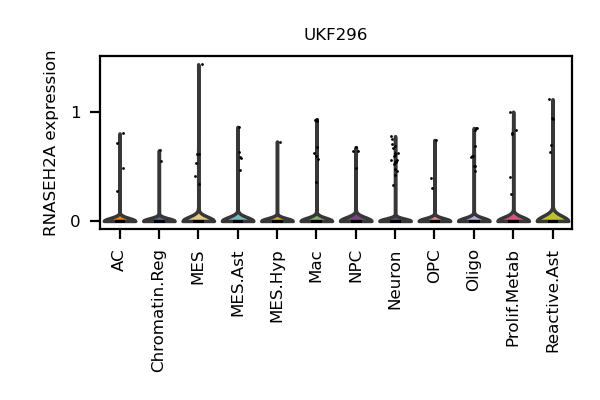 UKF296
RNASEH2A expression
1
0
AC
Chromatin.Reg
MES
MES.Ast
MES.Hyp
Mac
NPC
Neuron
OPC
Oligo
Prolif.Metab
Reactive.Ast